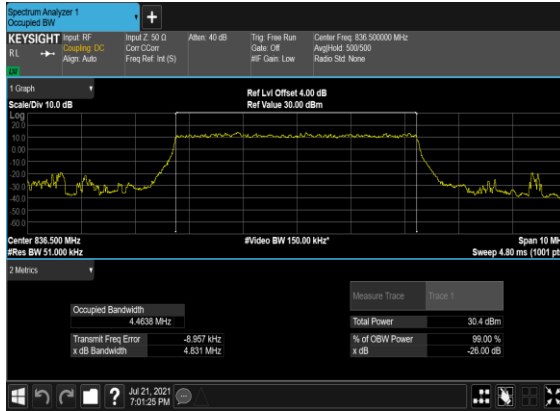 Spectrum Analyzer 1
Occupied BW
KEYSIGHT Input: RF Input Z: 50 Ω Atten: 40 dB Trig: Free Run Center Freq: 836.500000 MHz
RL Coupling: DC Corr CCorr Gate: Off Avg|Hold: 500/500
Align: Auto Freq Ref: Int (S) #IF Gain: Low Radio Std: None
LV
1 Graph
Ref Lvl Offset 4.00 dB
Scale/Div 10.0 dB Ref Value 30.00 dBm
Log
20.0
10.0
0.00
-10.0
-20.0
-30.0
-40.0
-50.0
-60.0
Center 836.500 MHz #Video BW 150.00 kHz* Span 10 MH
#Res BW 51.000 kHz Sweep 4.80 ms (1001 pt
2 Metrics
Measure Trace Trace 1
Occupied Bandwidth
4.4638 MHz Total Power 30.4 dBm
Transmit Freq Error -8.957 kHz % of OBW Power 99.00 %
x dB Bandwidth 4.831 MHz x dB -26.00 dB
Jul 21, 2021
7:01:25 PM